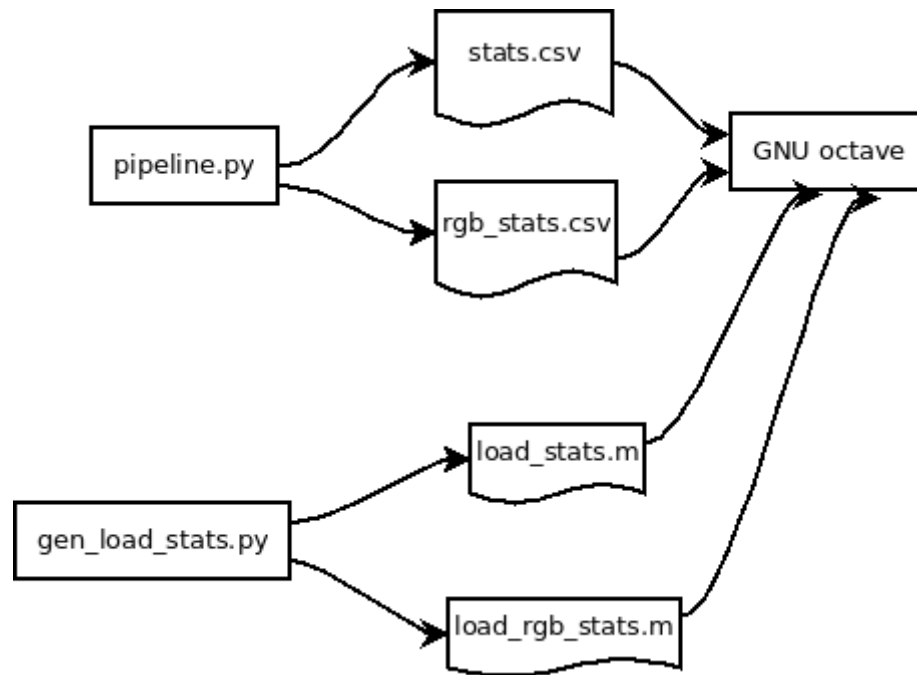 stats.csv
pipeline.py
GNU octave
rgb_stats.csv
load_stats.m
gen_load_stats.py
load_rgb_stats.m